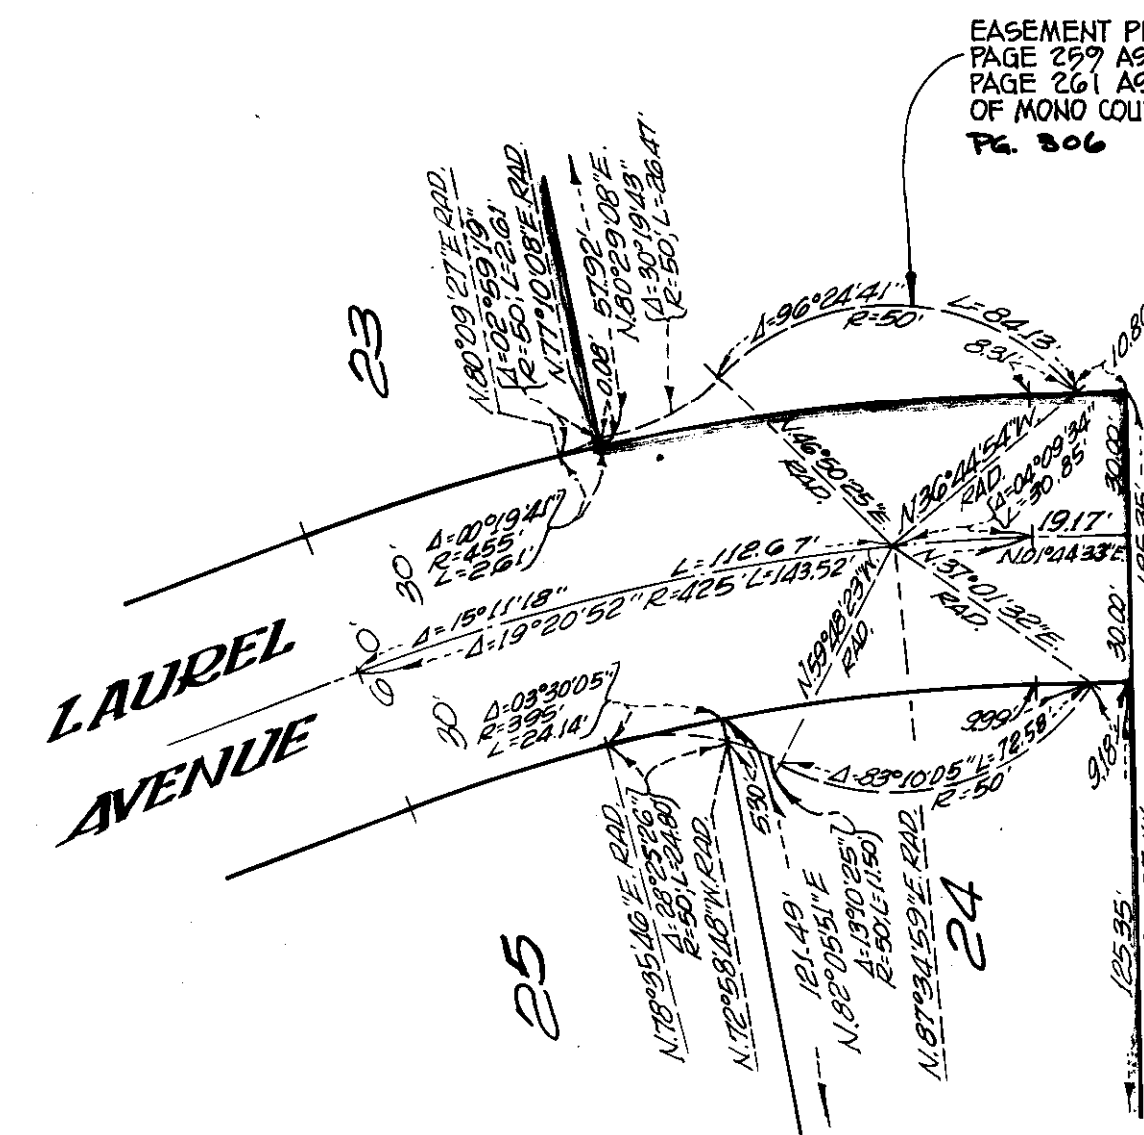 EASEMENT
PAGE 259
PAGE 261
OF MONO
PG. 306
N.80°09'27"E.RAD.
Δ=02°59'19"
R=50', L=2.61'
N.77°10'08"E.RAD.
0.08'
57.92'
N.80°29'08"E.
Δ=30°19'43"
R=50', L=26.47'
23
Δ=96°24'41"
R=50'
L=84.13'
8.31'
N36°44'54"W.
RAD.
Δ=04°09'34"
L=30.85'
30.00'
19.17'
N.01°44'33"E.
46°50'25"E
RAD.
Δ=00°19'41"
R=455'
L=2.61'
30'
L=112.67'
Δ=15°11'18"
Δ=19°20'52" R=425' L=143.52'
60'
30'
LAUREL
AVENUE
N.37°01'32"E.
RAD.
N59°48'23"W.
RAD.
30.00'
Δ=03°30'05"
R=395'
L=24.14'
9.99'
Δ=83°10'05" L=72.58'
R=50'
9.18'
5.30'
N.78°35'46"E. RAD.
Δ=28°25'26"
R=50', L=24.80'
N.72°58'48"W.RAD.
121.49'
N.82°05'51"E
Δ=13°10'25"
R=50', L=11.50'
N.87°34'59"E.RAD.
24
25
125.35'